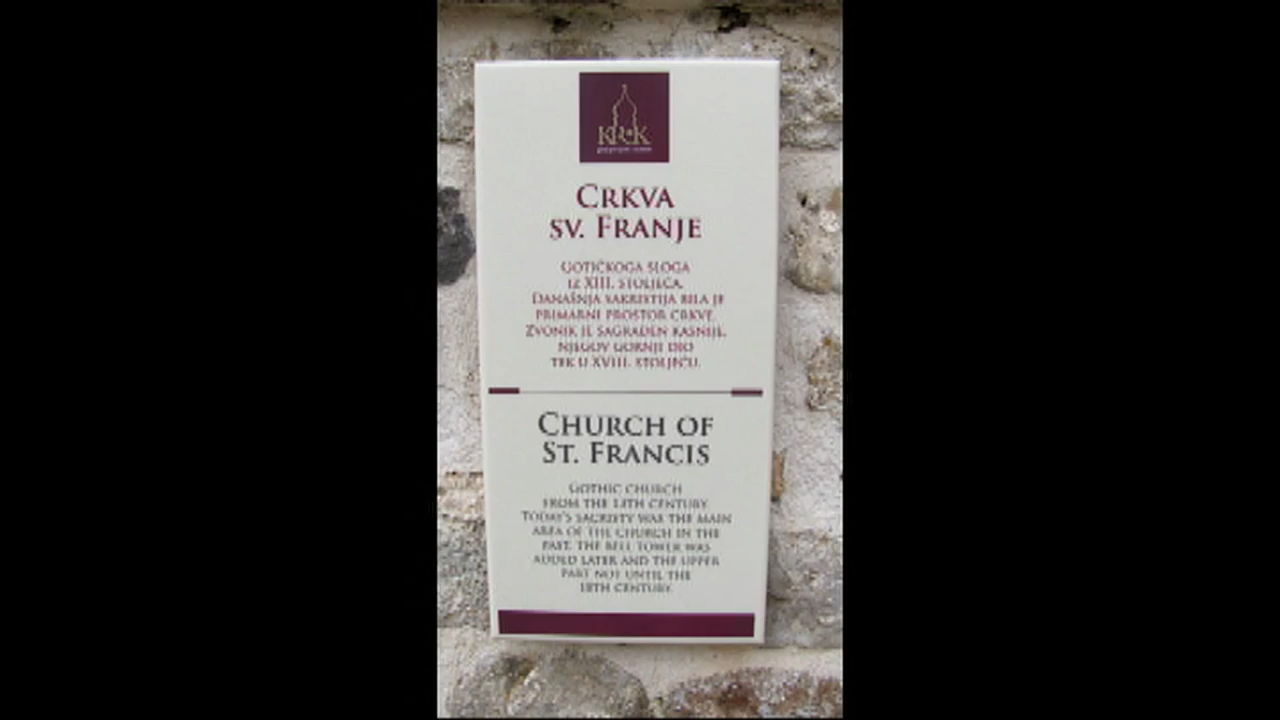 KRK
CRKVA
SV. FRANJE
GOTIČKOGA SLOGA
IZ XIII. STOLJEĆA.
DANAŠNJA SAKRISTIJA BILA JE
PRIMARNI PROSTOR CRKVE.
ZVONIK JE SAGRAĐEN KASNIJE,
NJEGOV GORNJI DIO
TEK U XVIII. STOLJEĆU.
CHURCH OF
ST. FRANCIS
GOTHIC CHURCH
FROM THE 13TH CENTURY.
TODAY'S SACRISTY WAS THE MAIN
AREA OF THE CHURCH IN THE
PAST. THE BELL TOWER WAS
ADDED LATER AND THE UPPER
PART NOT UNTIL THE
18TH CENTURY.